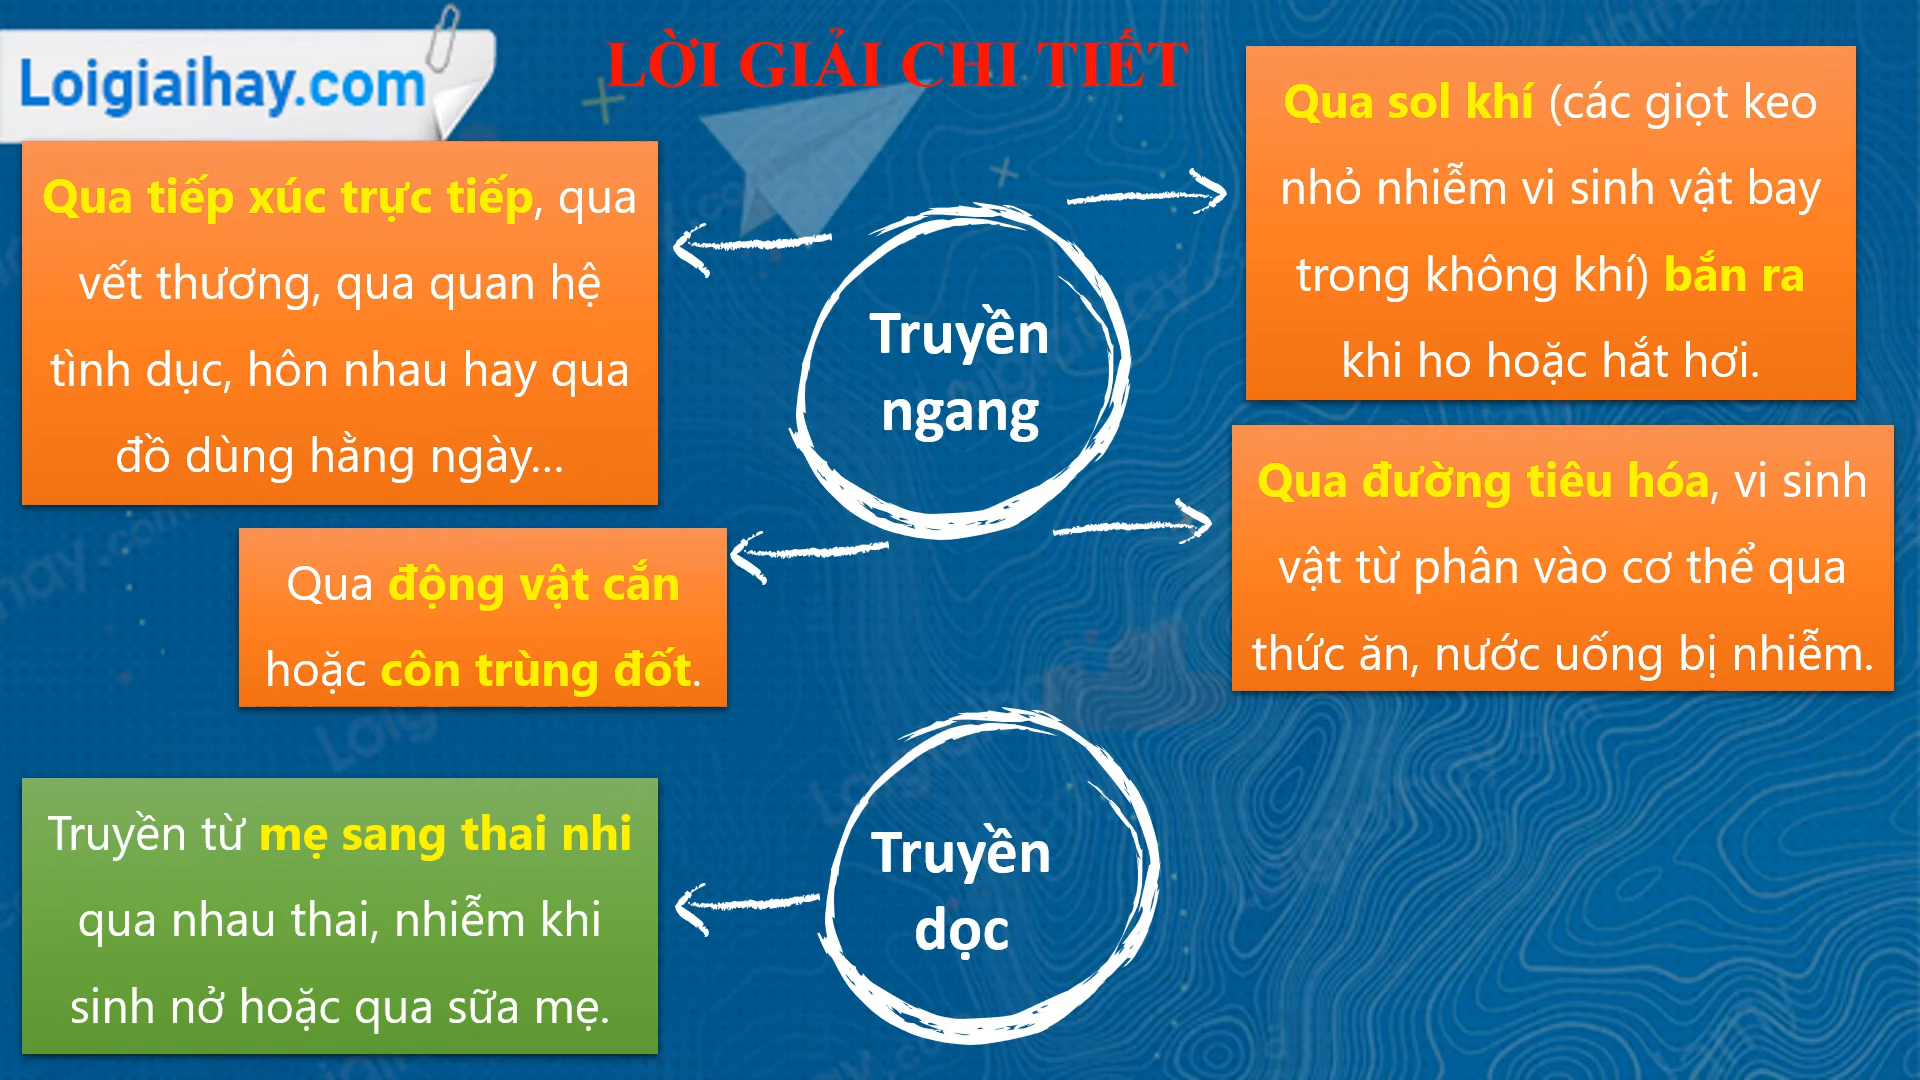 Loigiaihay.com
LỜI GIẢI CHI TIẾT
Qua tiếp xúc trực tiếp, qua
vết thương, qua quan hệ
tình dục, hôn nhau hay qua
đồ dùng hằng ngày...
Qua sol khí (các giọt keo
nhỏ nhiễm vi sinh vật bay
trong không khí) bắn ra
khi ho hoặc hắt hơi.
Truyền
ngang
Qua động vật cắn
hoặc côn trùng đốt.
Qua đường tiêu hóa, vi sinh
vật từ phân vào cơ thể qua
thức ăn, nước uống bị nhiễm.
Truyền từ mẹ sang thai nhi
qua nhau thai, nhiễm khi
sinh nở hoặc qua sữa mẹ.
Truyền
dọc